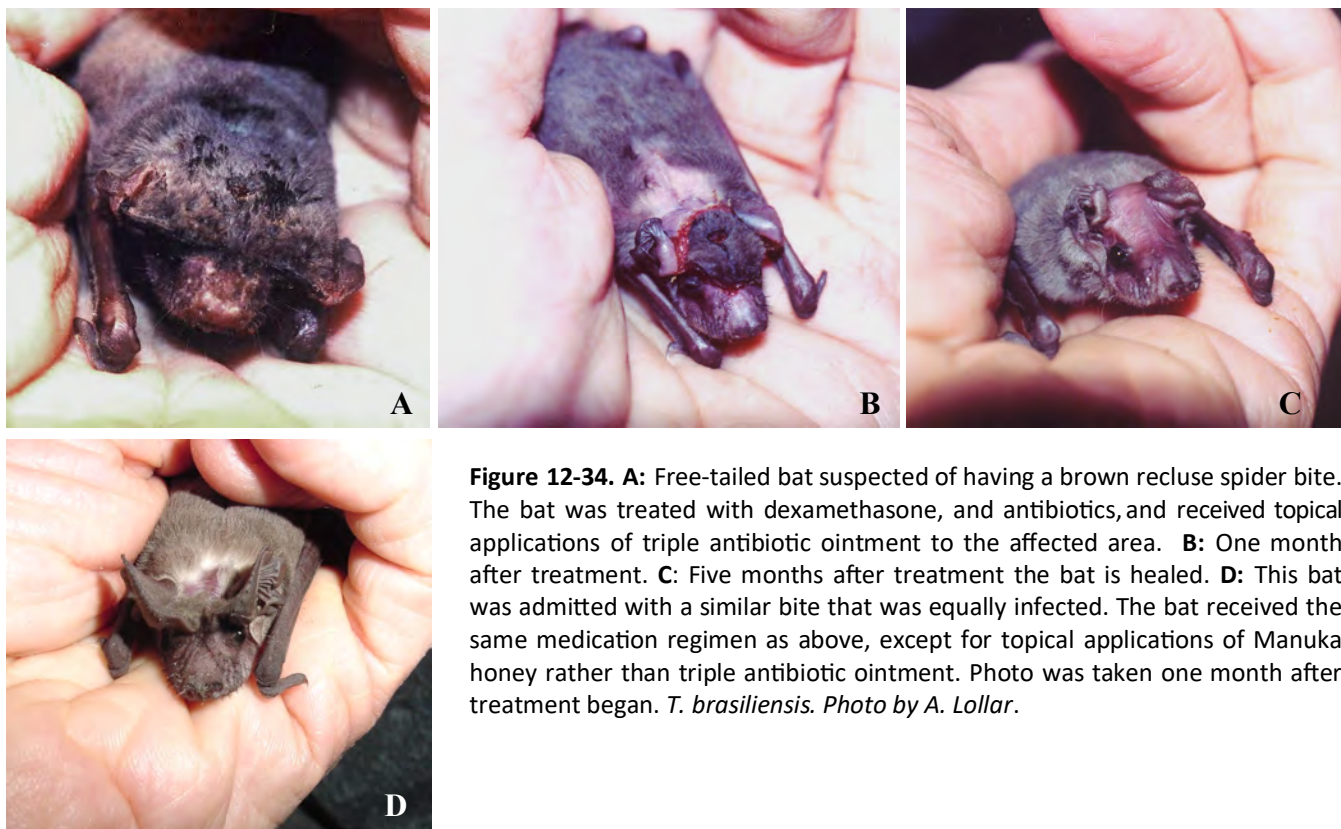 A
B
C
D
Figure 12-34. A: Free-tailed bat suspected of having a brown recluse spider bite.
The bat was treated with dexamethasone, and antibiotics, and received topical
applications of triple antibiotic ointment to the affected area. B: One month
after treatment. C: Five months after treatment the bat is healed. D: This bat
was admitted with a similar bite that was equally infected. The bat received the
same medication regimen as above, except for topical applications of Manuka
honey rather than triple antibiotic ointment. Photo was taken one month after
treatment began. T. brasiliensis. Photo by A. Lollar.